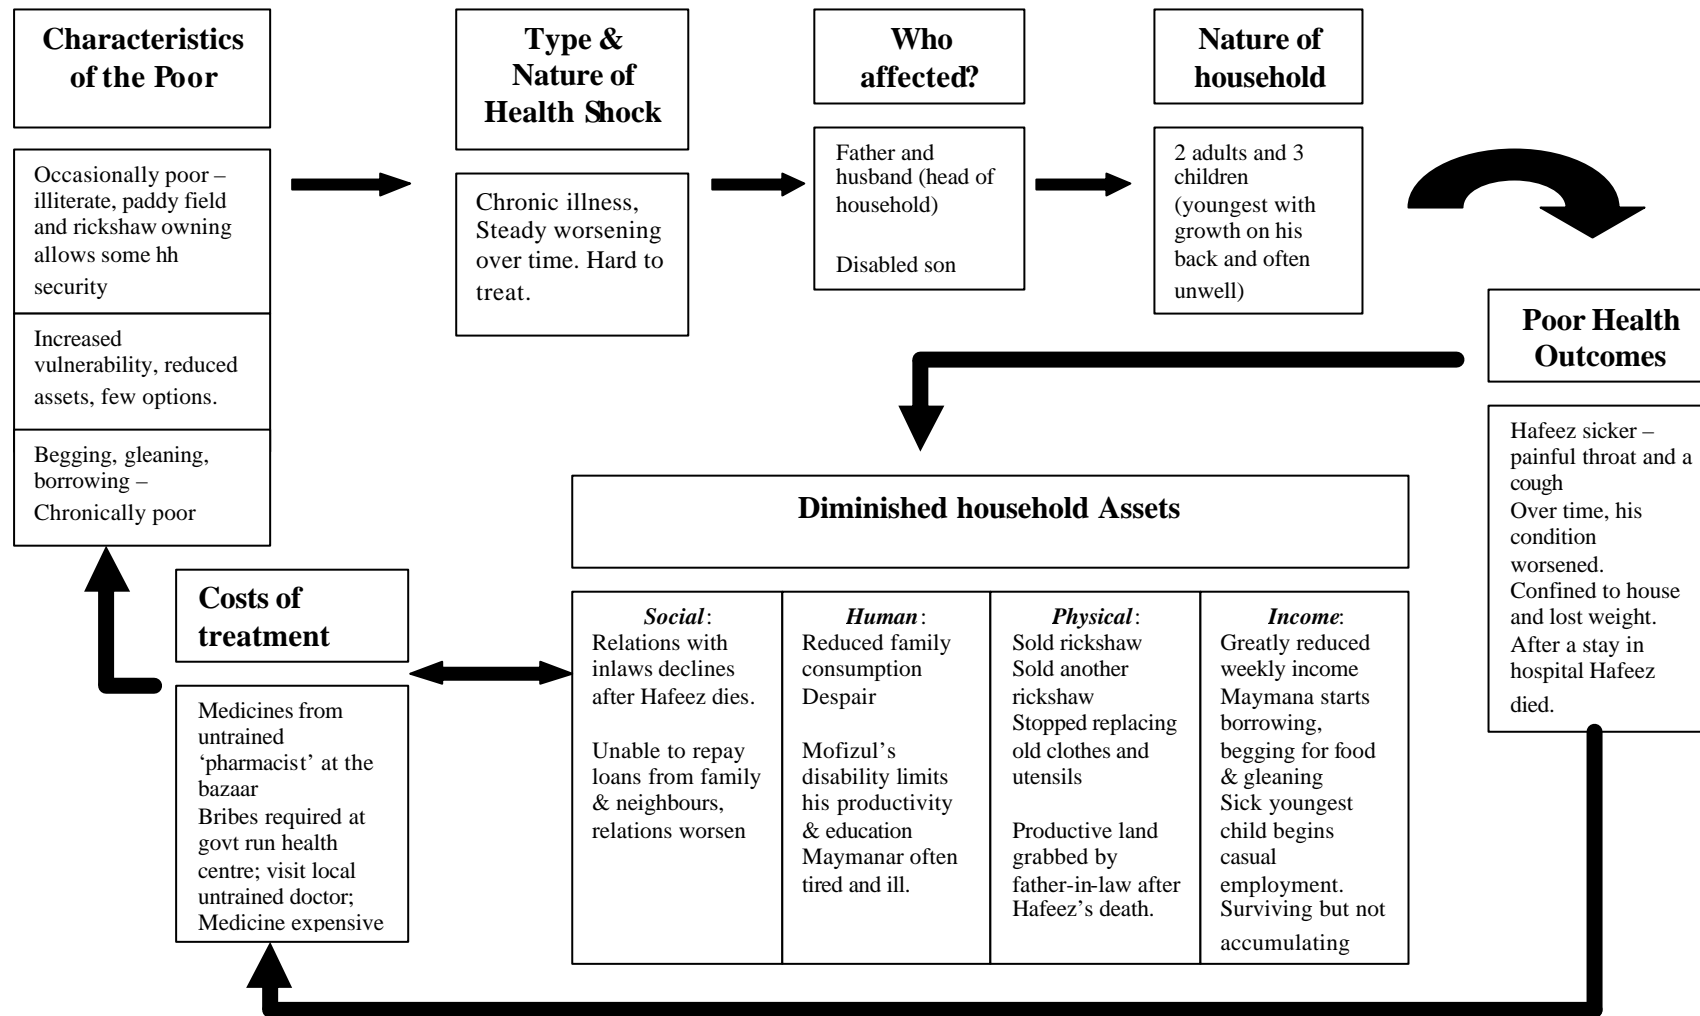 Characteristics
of the Poor
Type &
Nature of
Health Shock
Who
affected?
Nature of
household
Occasionally poor –
illiterate, paddy field
and rickshaw owning
allows some hh
security
Increased
vulnerability, reduced
assets, few options.
Begging, gleaning,
borrowing –
Chronically poor
Chronic illness,
Steady worsening
over time. Hard to
treat.
Father and
husband (head of
household)
Disabled son
2 adults and 3
children
(youngest with
growth on his
back and often
unwell)
Poor Health
Outcomes
Hafeez sicker –
painful throat and a
cough
Over time, his
condition
worsened.
Confined to house
and lost weight.
After a stay in
hospital Hafeez
died.
Diminished household Assets
Social:
Relations with
inlaws declines
after Hafeez dies.
Unable to repay
loans from family
& neighbours,
relations worsen
Human:
Reduced family
consumption
Despair
Mofizul’s
disability limits
his productivity
& education
Maymanar often
tired and ill.
Physical:
Sold rickshaw
Sold another
rickshaw
Stopped replacing
old clothes and
utensils
Productive land
grabbed by
father-in-law after
Hafeez’s death.
Income:
Greatly reduced
weekly income
Maymana starts
borrowing,
begging for food
& gleaning
Sick youngest
child begins
casual
employment.
Surviving but not
accumulating
Costs of
treatment
Medicines from
untrained
‘pharmacist’ at the
bazaar
Bribes required at
govt run health
centre; visit local
untrained doctor;
Medicine expensive